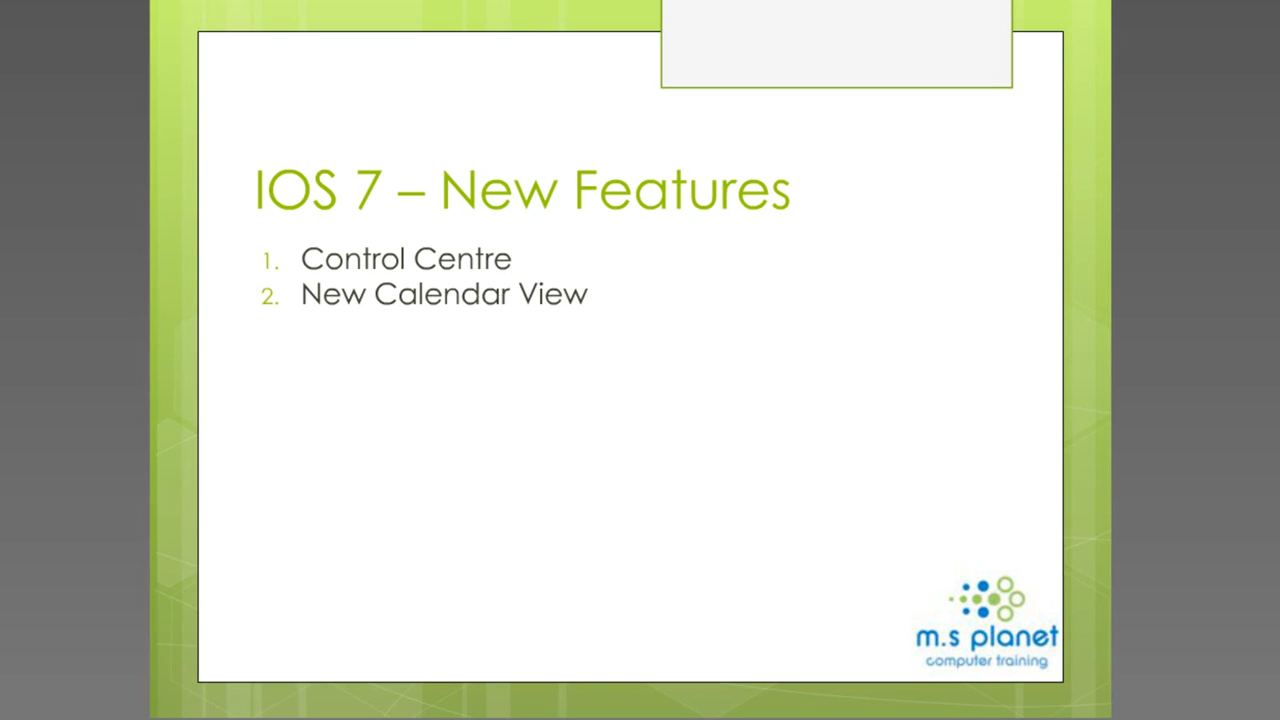 IOS 7 – New Features
1. Control Centre
2. New Calendar View
m.s planet
computer training